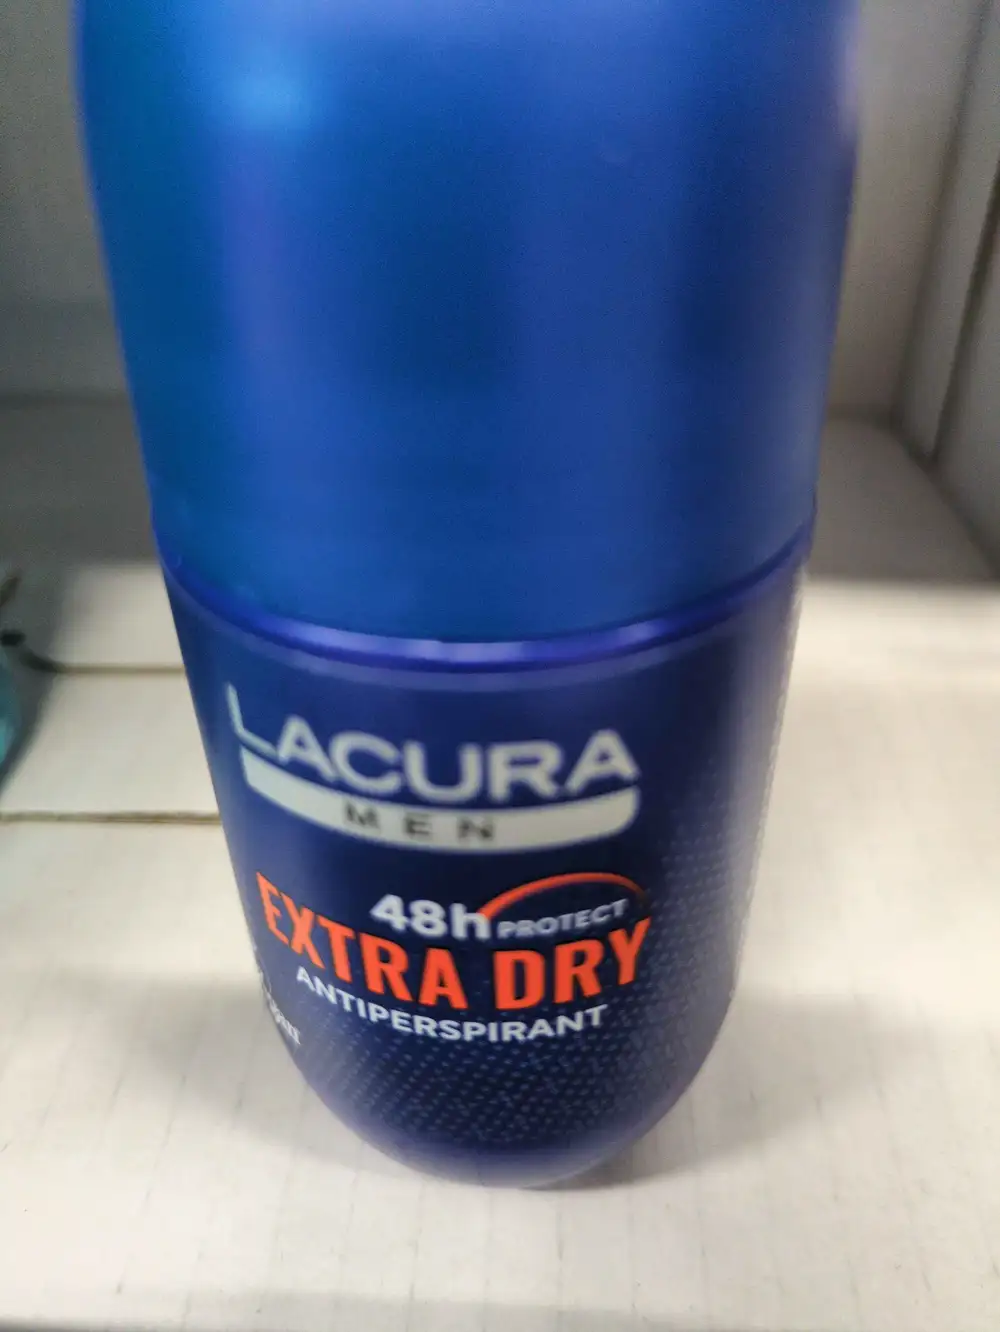 LACURA
MEN
48h PROTECT
EXTRA DRY
ANTIPERSPIRANT